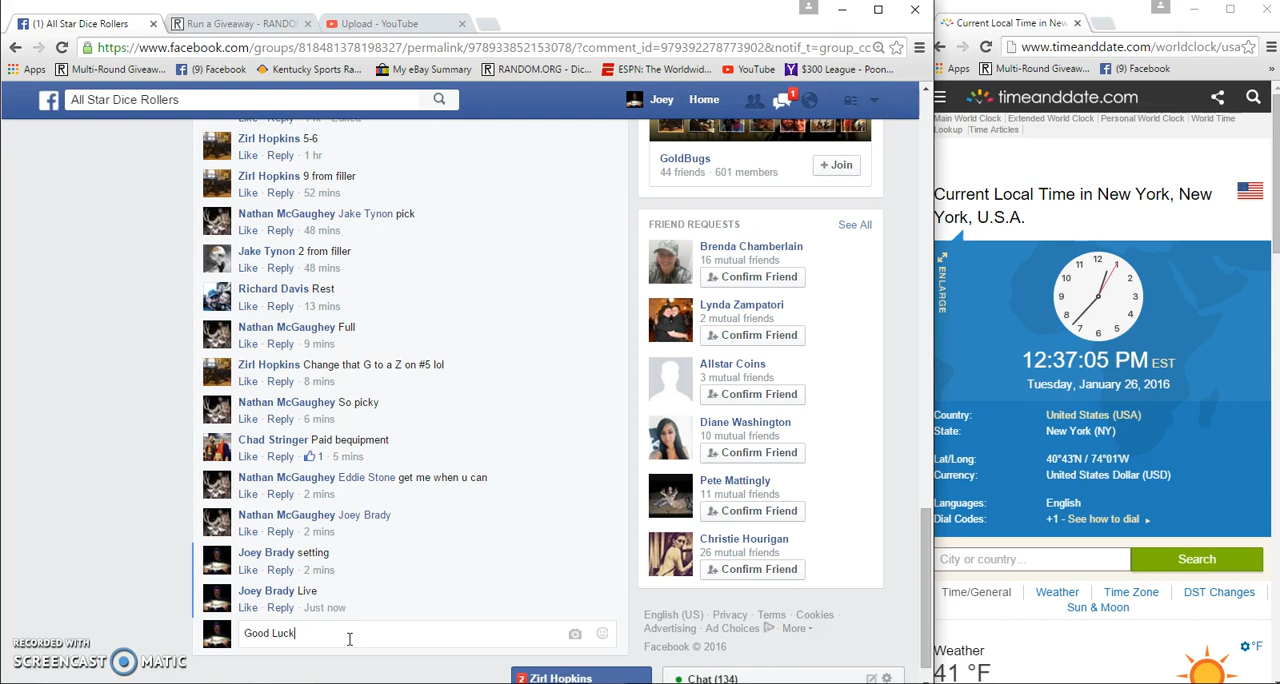 (1) All Star Dice Rollers
Run a Giveaway - RANDO
Upload - YouTube
https://www.facebook.com/groups/818481378198327/permalink/978933852153078/?comment_id=979392278773902&notif_t=group_cc
Apps
Multi-Round Giveaw...
(9) Facebook
Kentucky Sports Ra...
My eBay Summary
RANDOM.ORG - Dic...
ESPN: The Worldwid...
YouTube
$300 League - Poon...
All Star Dice Rollers
Joey
Home
1
Zirl Hopkins 5-6
Like · Reply · 1 hr
Zirl Hopkins 9 from filler
Like · Reply · 52 mins
Nathan McGaughey Jake Tynon pick
Like · Reply · 48 mins
Jake Tynon 2 from filler
Like · Reply · 48 mins
Richard Davis Rest
Like · Reply · 13 mins
Nathan McGaughey Full
Like · Reply · 9 mins
Zirl Hopkins Change that G to a Z on #5 lol
Like · Reply · 8 mins
Nathan McGaughey So picky
Like · Reply · 6 mins
Chad Stringer Paid bequipment
Like · Reply · 1 · 5 mins
Nathan McGaughey Eddie Stone get me when u can
Like · Reply · 2 mins
Nathan McGaughey Joey Brady
Like · Reply · 2 mins
Joey Brady setting
Like · Reply · 2 mins
Joey Brady Live
Like · Reply · Just now
Good Luck
RECORDED WITH
SCREENCAST MATIC
GoldBugs
44 friends · 601 members
+ Join
FRIEND REQUESTS
See All
Brenda Chamberlain
16 mutual friends
Confirm Friend
Lynda Zampatori
2 mutual friends
Confirm Friend
Allstar Coins
3 mutual friends
Confirm Friend
Diane Washington
10 mutual friends
Confirm Friend
Pete Mattingly
11 mutual friends
Confirm Friend
Christie Hourigan
26 mutual friends
Confirm Friend
English (US) · Privacy · Terms · Cookies ·
Advertising · Ad Choices · More
Facebook © 2016
2 Zirl Hopkins
Chat (134)
Current Local Time in New
www.timeanddate.com/worldclock/usa
Apps
Multi-Round Giveaw...
(9) Facebook
»
timeanddate.com
Main World Clock | Extended World Clock | Personal World Clock | World Time
Lookup | Time Articles |
Current Local Time in New York, New
York, U.S.A.
ENLARGE
12
1
2
3
4
5
6
7
8
9
10
11
12:37:05 PM EST
Tuesday, January 26, 2016
Country: United States (USA)
State: New York (NY)
Lat/Long: 40°43'N / 74°01'W
Currency: United States Dollar (USD)
Languages: English
Dial Codes: +1 - See how to dial
City or country...
Search
Time/General
Weather
Time Zone
DST Changes
Sun & Moon
Weather
°F
41 °F